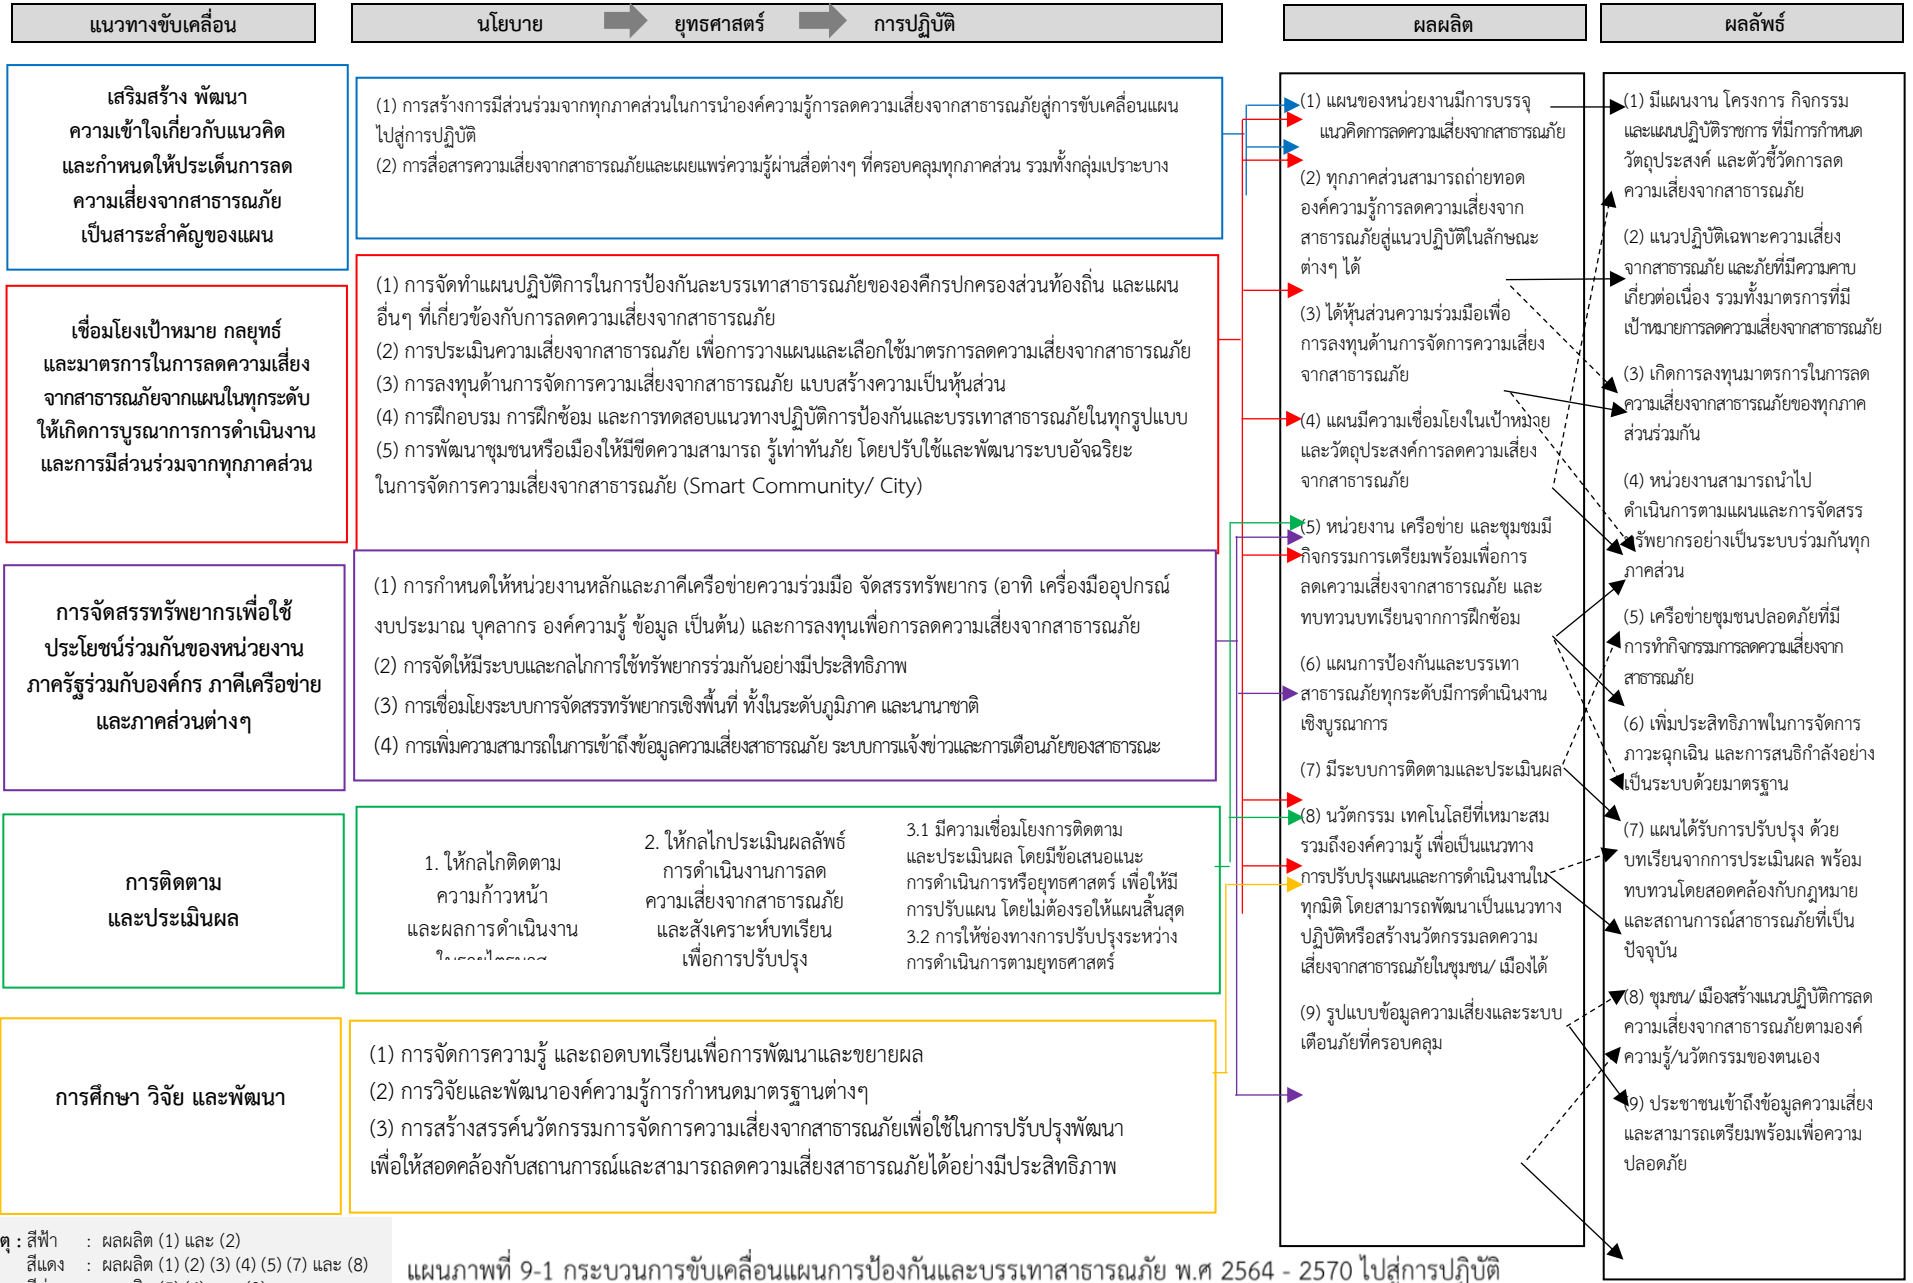 แนวทางขับเคลื่อน
นโยบาย ยุทธศาสตร์ การปฏิบัติ
ผลผลิต
ผลลัพธ์
เสริมสร้าง พัฒนา
ความเข้าใจเกี่ยวกับแนวคิด
และกำหนดให้ประเด็นการลด
ความเสี่ยงจากสาธารณภัย
เป็นสาระสำคัญของแผน
(1) การสร้างการมีส่วนร่วมจากทุกภาคส่วนในการนำองค์ความรู้การลดความเสี่ยงจากสาธารณภัยสู่การขับเคลื่อนแผน
ไปสู่การปฏิบัติ
(2) การสื่อสารความเสี่ยงจากสาธารณภัยและเผยแพร่ความรู้ผ่านสื่อต่างๆ ที่ครอบคลุมทุกภาคส่วน รวมทั้งกลุ่มเปราะบาง
เชื่อมโยงเป้าหมาย กลยุทธ์
และมาตรการในการลดความเสี่ยง
จากสาธารณภัยจากแผนในทุกระดับ
ให้เกิดการบูรณาการการดำเนินงาน
และการมีส่วนร่วมจากทุกภาคส่วน
(1) การจัดทำแผนปฏิบัติการในการป้องกันละบรรเทาสาธารณภัยขององค์กรปกครองส่วนท้องถิ่น และแผน
อื่นๆ ที่เกี่ยวข้องกับการลดความเสี่ยงจากสาธารณภัย
(2) การประเมินความเสี่ยงจากสาธารณภัย เพื่อการวางแผนและเลือกใช้มาตรการลดความเสี่ยงจากสาธารณภัย
(3) การลงทุนด้านการจัดการความเสี่ยงจากสาธารณภัย แบบสร้างความเป็นหุ้นส่วน
(4) การฝึกอบรม การฝึกซ้อม และการทดสอบแนวทางปฏิบัติการป้องกันและบรรเทาสาธารณภัยในทุกรูปแบบ
(5) การพัฒนาชุมชนหรือเมืองให้มีขีดความสามารถ รู้เท่าทันภัย โดยปรับใช้และพัฒนาระบบอัจฉริยะ
ในการจัดการความเสี่ยงจากสาธารณภัย (Smart Community/ City)
การจัดสรรทรัพยากรเพื่อใช้
ประโยชน์ร่วมกันของหน่วยงาน
ภาครัฐร่วมกับองค์กร ภาคีเครือข่าย
และภาคส่วนต่างๆ
(1) การกำหนดให้หน่วยงานหลักและภาคีเครือข่ายความร่วมมือ จัดสรรทรัพยากร (อาทิ เครื่องมืออุปกรณ์
งบประมาณ บุคลากร องค์ความรู้ ข้อมูล เป็นต้น) และการลงทุนเพื่อการลดความเสี่ยงจากสาธารณภัย
(2) การจัดให้มีระบบและกลไกการใช้ทรัพยากรร่วมกันอย่างมีประสิทธิภาพ
(3) การเชื่อมโยงระบบการจัดสรรทรัพยากรเชิงพื้นที่ ทั้งในระดับภูมิภาค และนานาชาติ
(4) การเพิ่มความสามารถในการเข้าถึงข้อมูลความเสี่ยงสาธารณภัย ระบบการแจ้งข่าวและการเตือนภัยของสาธารณะ
การติดตาม
และประเมินผล
1. ให้กลไกติดตาม
ความก้าวหน้า
และผลการดำเนินงาน
2. ให้กลไกประเมินผลลัพธ์
การดำเนินงานการลด
ความเสี่ยงจากสาธารณภัย
และสังเคราะห์บทเรียน
เพื่อการปรับปรุง
3.1 มีความเชื่อมโยงการติดตาม
และประเมินผล โดยมีข้อเสนอแนะ
การดำเนินการหรือยุทธศาสตร์ เพื่อให้มี
การปรับแผน โดยไม่ต้องรอให้แผนสิ้นสุด
3.2 การให้ช่องทางการปรับปรุงระหว่าง
การดำเนินการตามยุทธศาสตร์
การศึกษา วิจัย และพัฒนา
(1) การจัดการความรู้ และถอดบทเรียนเพื่อการพัฒนาและขยายผล
(2) การวิจัยและพัฒนาองค์ความรู้การกำหนดมาตรฐานต่างๆ
(3) การสร้างสรรค์นวัตกรรมการจัดการความเสี่ยงจากสาธารณภัยเพื่อใช้ในการปรับปรุงพัฒนา
เพื่อให้สอดคล้องกับสถานการณ์และสามารถลดความเสี่ยงสาธารณภัยได้อย่างมีประสิทธิภาพ
(1) แผนของหน่วยงานมีการบรรจุ
แนวคิดการลดความเสี่ยงจากสาธารณภัย
(2) ทุกภาคส่วนสามารถถ่ายทอด
องค์ความรู้การลดความเสี่ยงจาก
สาธารณภัยสู่แนวปฏิบัติในลักษณะ
ต่างๆ ได้
(3) ได้หุ้นส่วนความร่วมมือเพื่อ
การลงทุนด้านการจัดการความเสี่ยง
จากสาธารณภัย
(4) แผนมีความเชื่อมโยงในเป้าหมาย
และวัตถุประสงค์การลดความเสี่ยง
จากสาธารณภัย
(5) หน่วยงาน เครือข่าย และชุมชมมี
กิจกรรมการเตรียมพร้อมเพื่อการ
ลดเความเสี่ยงจากสาธารณภัย และ
ทบทวนบทเรียนจากการฝึกซ้อม
(6) แผนการป้องกันและบรรเทา
สาธารณภัยทุกระดับมีการดำเนินงาน
เชิงบูรณาการ
(7) มีระบบการติดตามและประเมินผล
(8) นวัตกรรม เทคโนโลยีที่เหมาะสม
รวมถึงองค์ความรู้ เพื่อเป็นแนวทาง
การปรับปรุงแผนและการดำเนินงานใน
ทุกมิติ โดยสามารถพัฒนาเป็นแนวทาง
ปฏิบัติหรือสร้างนวัตกรรมลดความ
เสี่ยงจากสาธารณภัยในชุมชน/ เมืองได้
(9) รูปแบบข้อมูลความเสี่ยงและระบบ
เตือนภัยที่ครอบคลุม
(1) มีแผนงาน โครงการ กิจกรรม
และแผนปฏิบัติราชการ ที่มีการกำหนด
วัตถุประสงค์ และตัวชี้วัดการลด
ความเสี่ยงจากสาธารณภัย
(2) แนวปฏิบัติเฉพาะความเสี่ยง
จากสาธารณภัย และภัยที่มีความคาบ
เกี่ยวต่อเนื่อง รวมทั้งมาตรการที่มี
เป้าหมายการลดความเสี่ยงจากสาธารณภัย
(3) เกิดการลงทุนมาตรการในการลด
ความเสี่ยงจากสาธารณภัยของทุกภาค
ส่วนร่วมกัน
(4) หน่วยงานสามารถนำไป
ดำเนินการตามแผนและการจัดสรร
ทรัพยากรอย่างเป็นระบบร่วมกันทุก
ภาคส่วน
(5) เครือข่ายชุมชนปลอดภัยที่มี
การทำกิจกรรมการลดความเสี่ยงจาก
สาธารณภัย
(6) เพิ่มประสิทธิภาพในการจัดการ
ภาวะฉุกเฉิน และการสนธิกำลังอย่าง
เป็นระบบด้วยมาตรฐาน
(7) แผนได้รับการปรับปรุง ด้วย
บทเรียนจากการประเมินผล พร้อม
ทบทวนโดยสอดคล้องกับกฎหมาย
และสถานการณ์สาธารณภัยที่เป็น
ปัจจุบัน
(8) ชุมชน/ เมืองสร้างแนวปฏิบัติการลด
ความเสี่ยงจากสาธารณภัยตามองค์
ความรู้/นวัตกรรมของตนเอง
(9) ประชาชนเข้าถึงข้อมูลความเสี่ยง
และสามารถเตรียมพร้อมเพื่อความ
ปลอดภัย
ตุ : สีฟ้า : ผลผลิต (1) และ (2)
สีแดง : ผลผลิต (1) (2) (3) (4) (5) (7) และ (8)
แผนภาพที่ 9-1 กระบวนการขับเคลื่อนแผนการป้องกันและบรรเทาสาธารณภัย พ.ศ 2564 - 2570 ไปสู่การปฏิบัติ